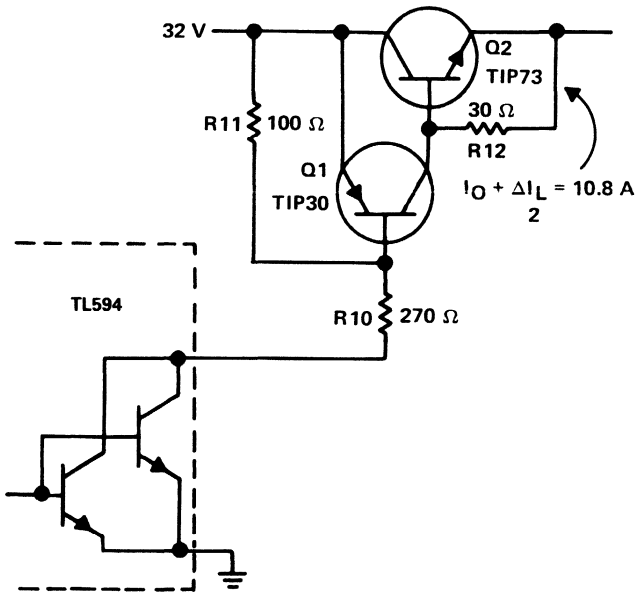 32 V
Q2
TIP73
R11 100 Ω
30 Ω
R12
Q1
TIP30
I_O + ΔI_L = 10.8 A
2
TL594
R10 270 Ω